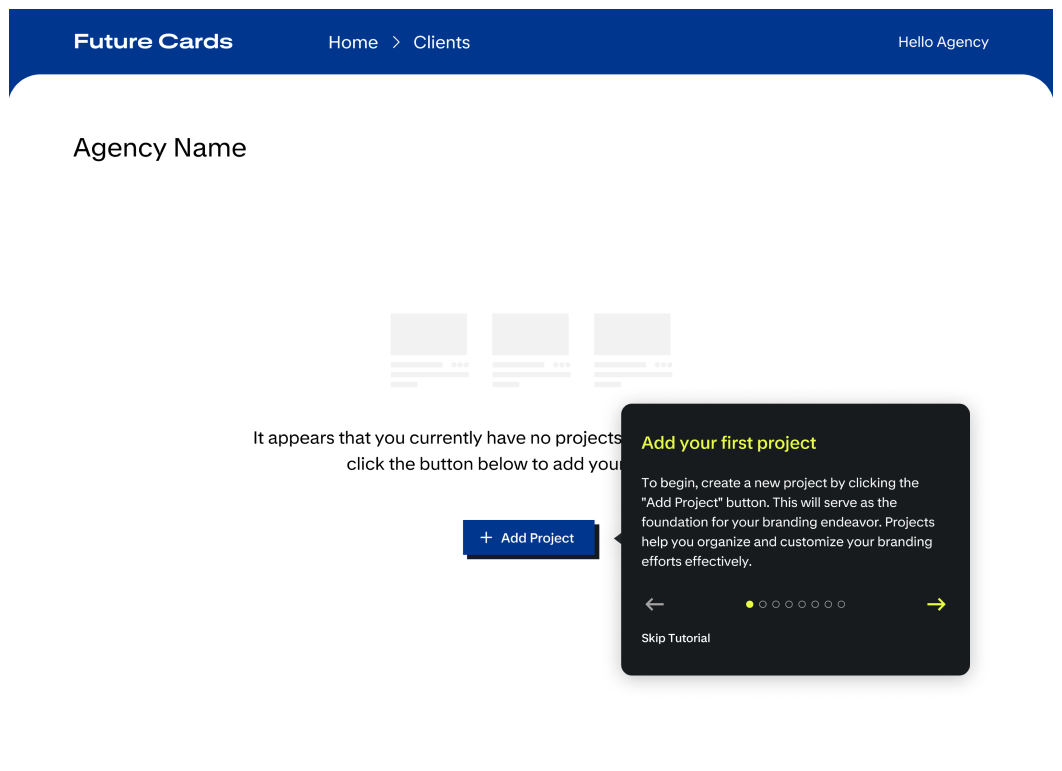 Future Cards
Home > Clients
Hello Agency
Agency Name
It appears that you currently have no projects
click the button below to add
+ Add Project
Add your first project
To begin, create a new project by clicking the
"Add Project" button. This will serve as the
foundation for your branding endeavor. Projects
help you organize and customize your branding
efforts effectively.
Skip Tutorial